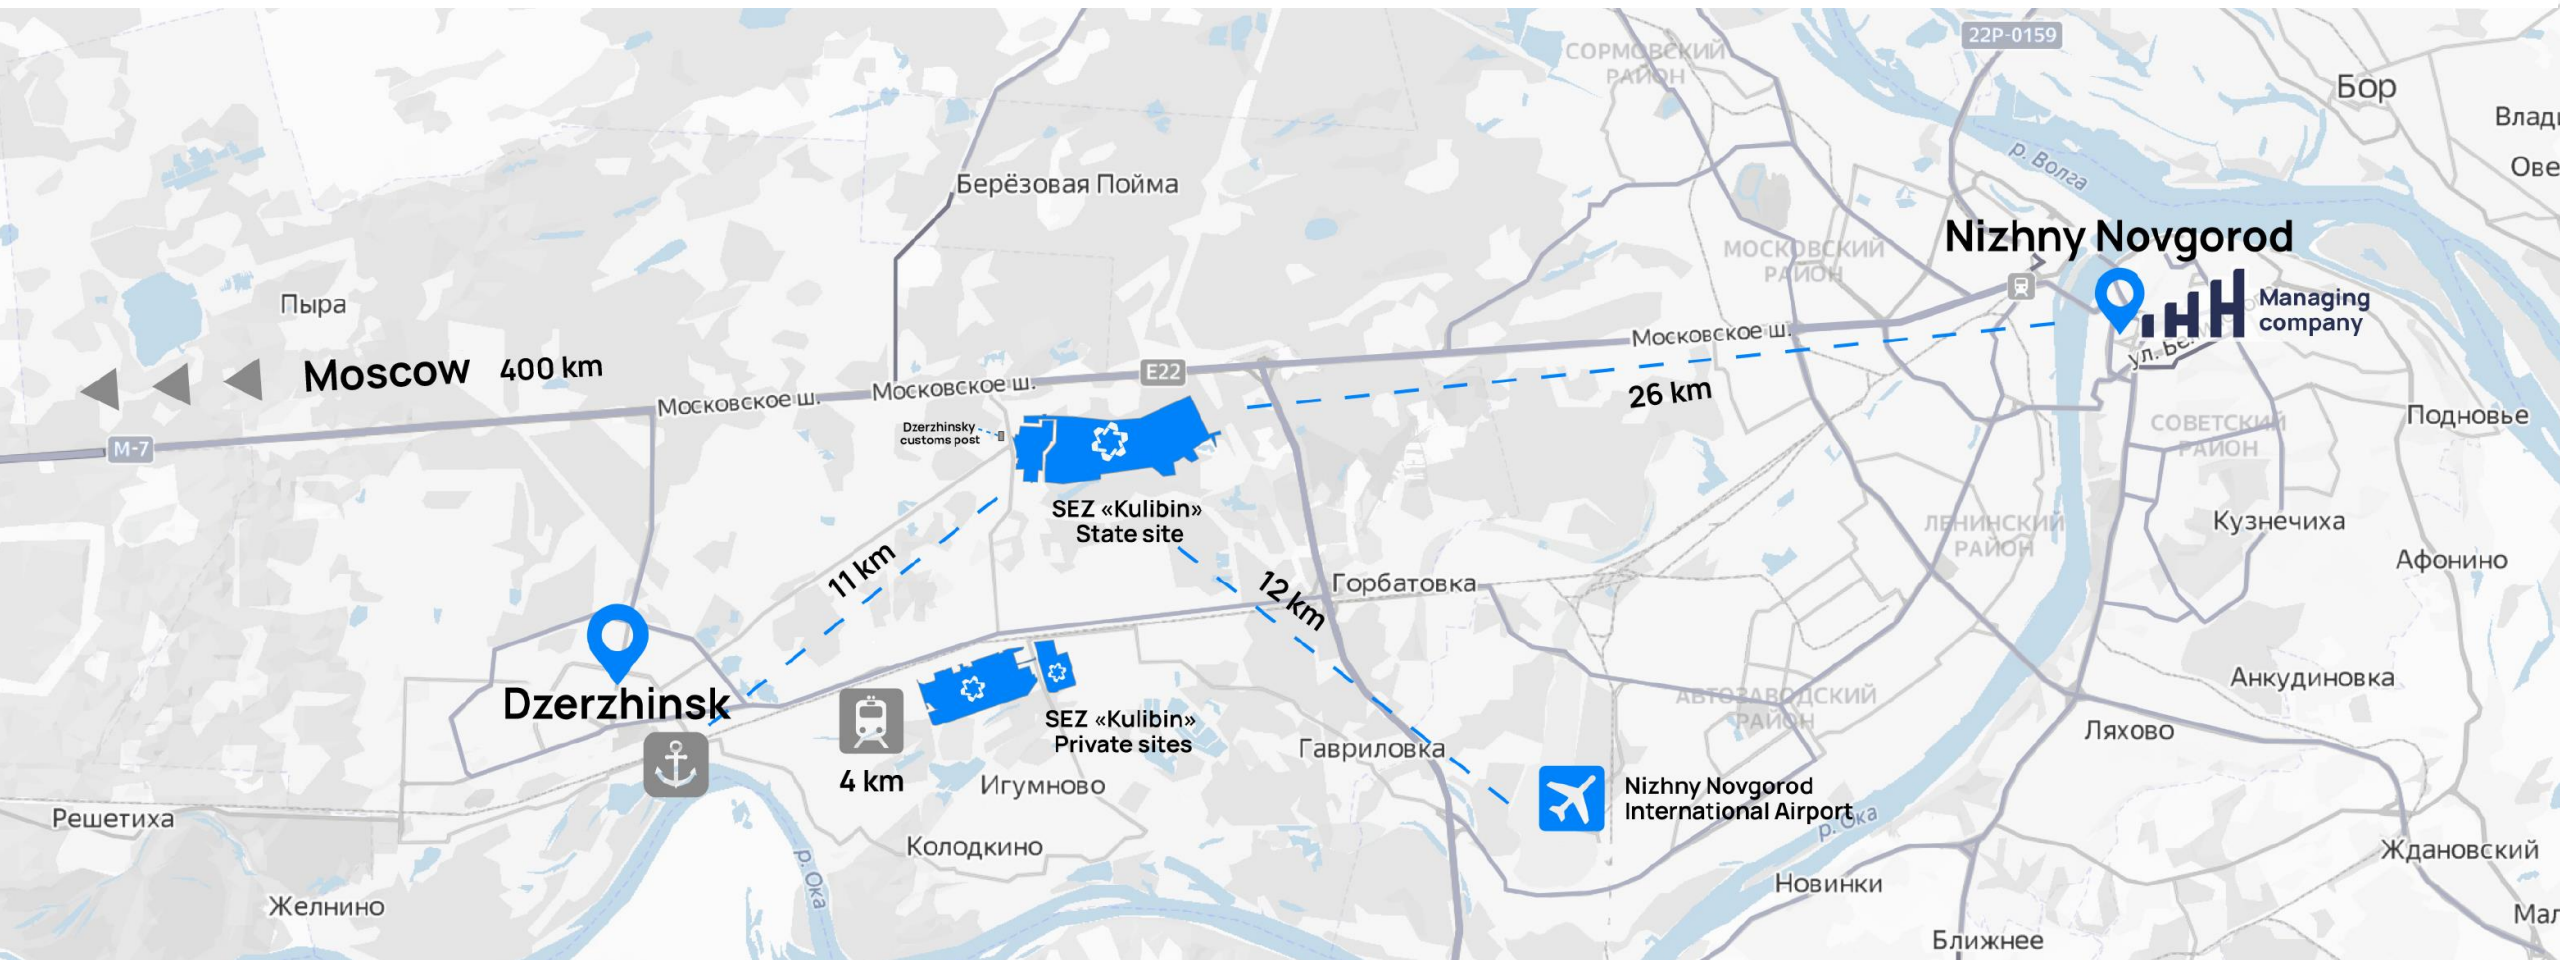 22Р-0159
СОРМОВСКИЙ
РАЙОН
Бор
р. Волга
Берёзовая Пойма
Nizhny Novgorod
МОСКОВСКИЙ
РАЙОН
Managing
company
Пыра
Московское ш.
Moscow 400 km
E22
26 km
Московское ш.
Московское ш.
М-7
Dzerzhinsky
customs post
СОВЕТСКИЙ
РАЙОН
Подновье
SEZ «Kulibin»
State site
ЛЕНИНСКИЙ
РАЙОН
Кузнечиха
Афонино
11 km
12 km
Горбатовка
Анкудиновка
Dzerzhinsk
АВТОЗАВОДСКИЙ
РАЙОН
SEZ «Kulibin»
Private sites
Гавриловка
Ляхово
4 km
Игумново
Nizhny Novgorod
International Airport
р. Ока
Решетиха
Колодкино
Ждановский
р. Ока
Новинки
Желнино
Ближнее